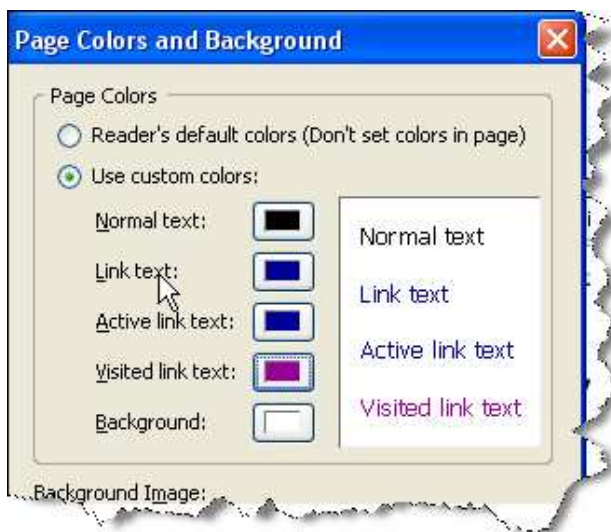 Page Colors and Background
Page Colors
Reader's default colors (Don't set colors in page)
Use custom colors:
Normal text:
Link text:
Active link text:
Visited link text:
Background:
Normal text
Link text
Active link text
Visited link text
Background Image: